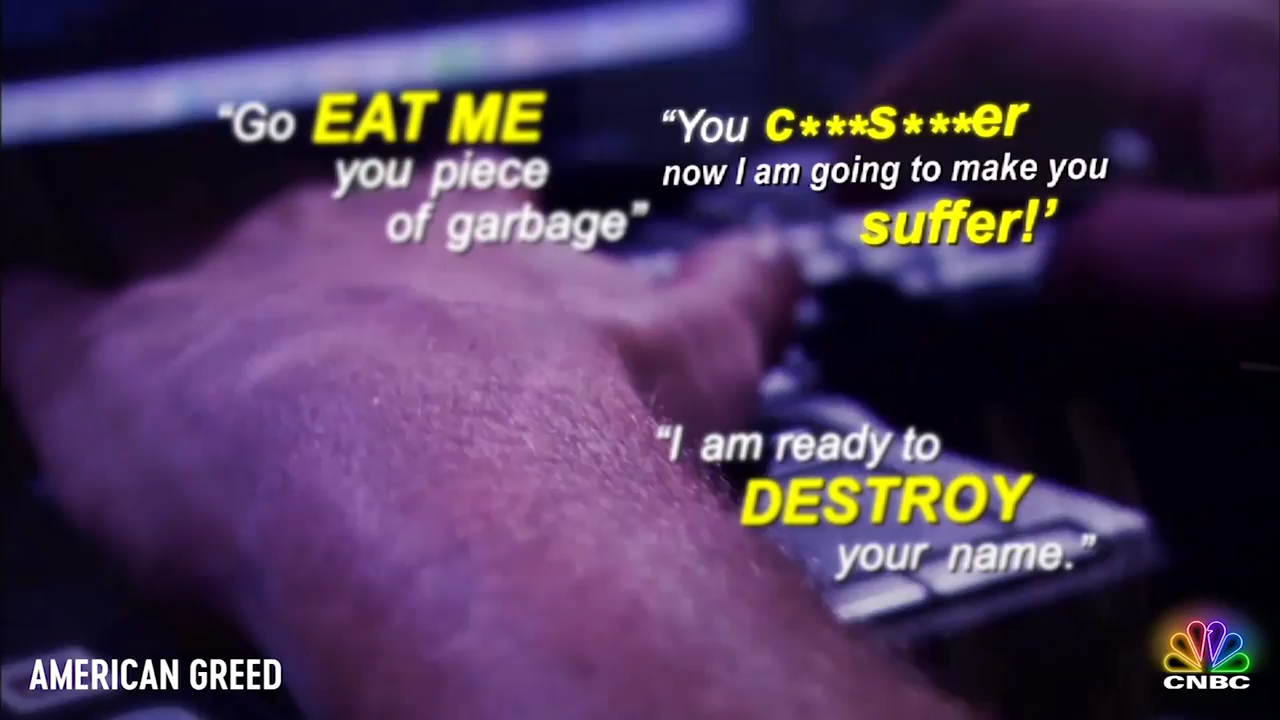 “Go EAT ME
you piece
of garbage”
“You c***s***er
now I am going to make you
suffer!’
“I am ready to
DESTROY
your name.”
AMERICAN GREED
CNBC